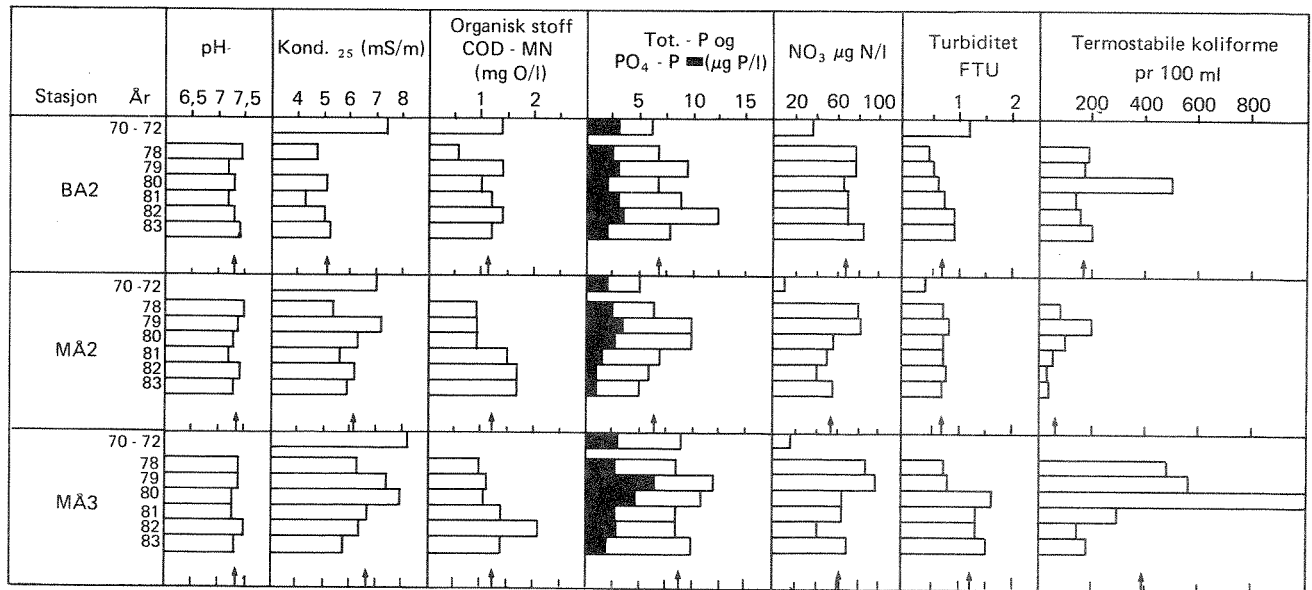 Stasjon År
pH-
6,5 7 7,5
Kond. 25 (mS/m)
4 5 6 7 8
Organisk stoff
COD - MN
(mg O/l)
1 2
Tot. - P og
PO4 - P (µg P/l)
5 10 15
NO3 µg N/l
20 60 100
Turbiditet
FTU
1 2
Termostabile koliforme
pr 100 ml
200 400 600 800
BA2
70 - 72
78
79
80
81
82
83
MÅ2
70 - 72
78
79
80
81
82
83
MÅ3
70 - 72
78
79
80
81
82
83